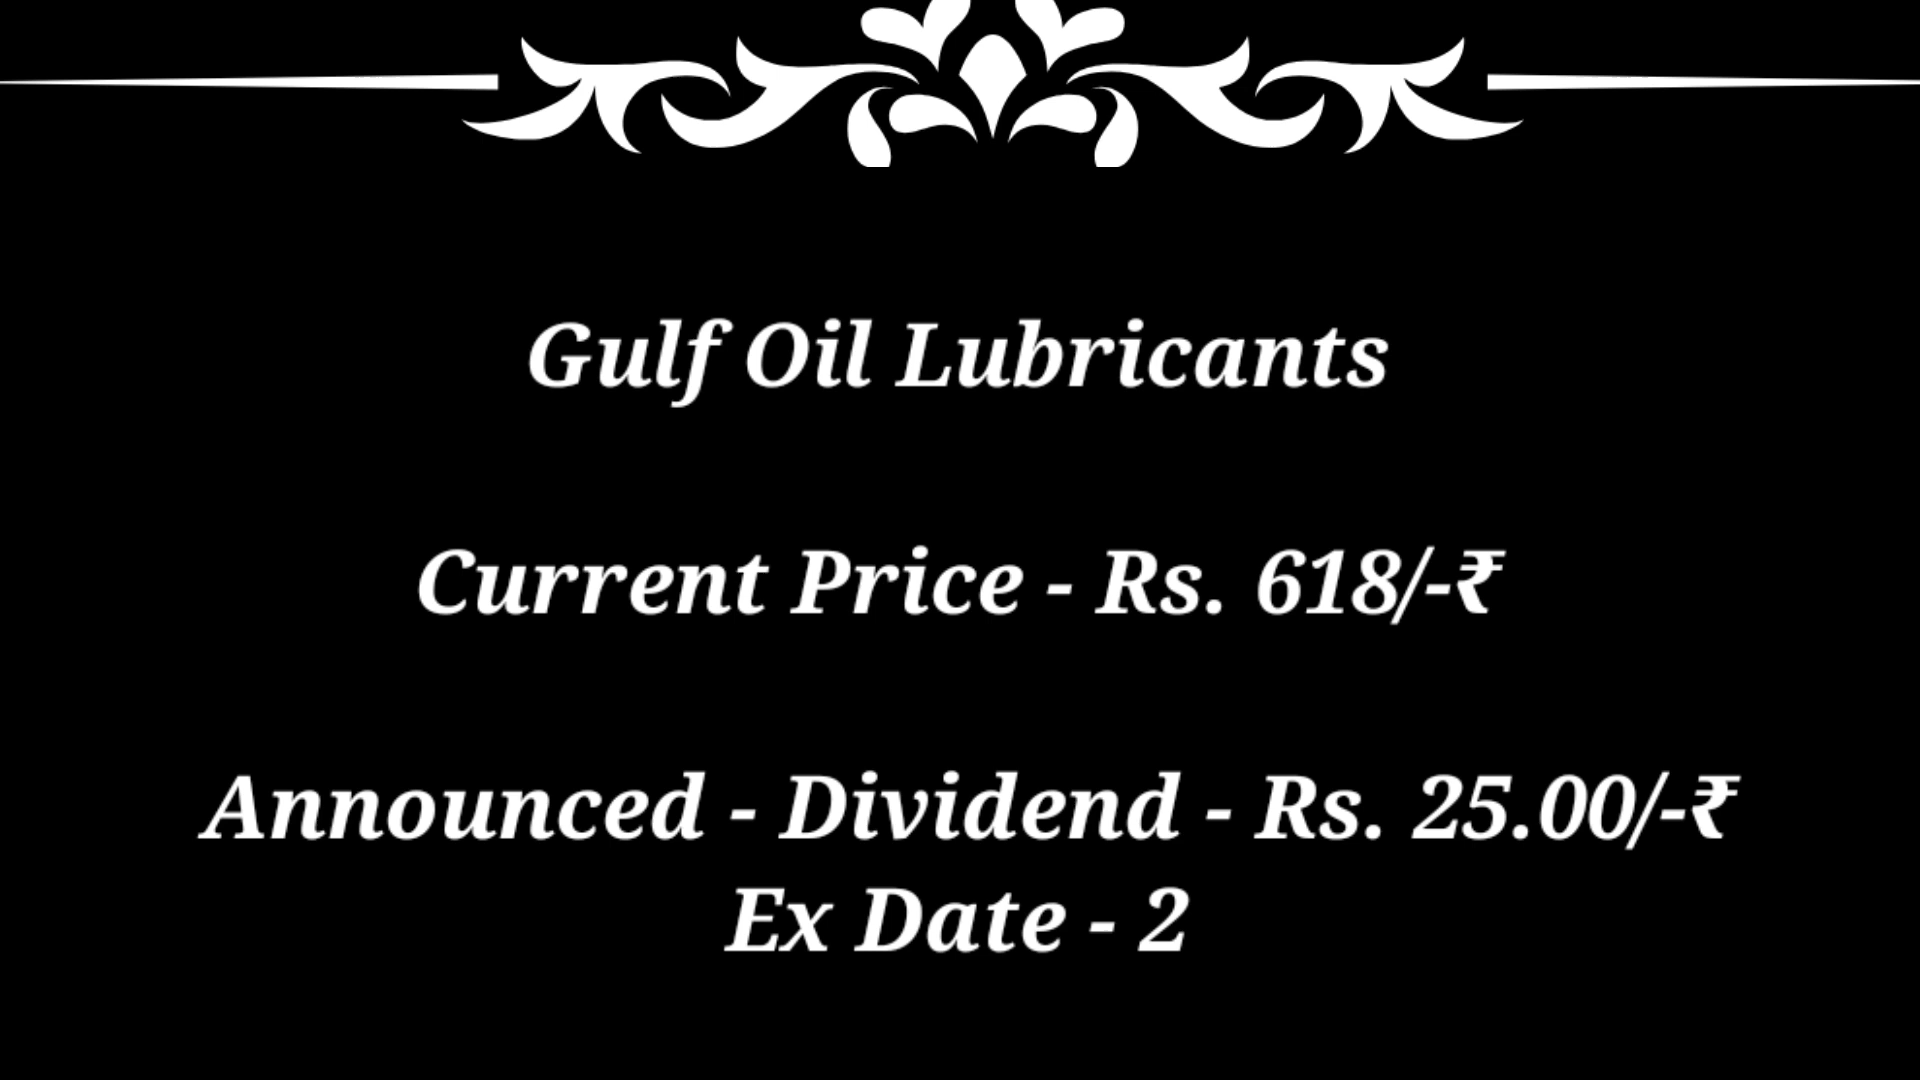 Gulf Oil Lubricants
Current Price - Rs. 618/-₹
Announced - Dividend - Rs. 25.00/-₹
Ex Date - 2